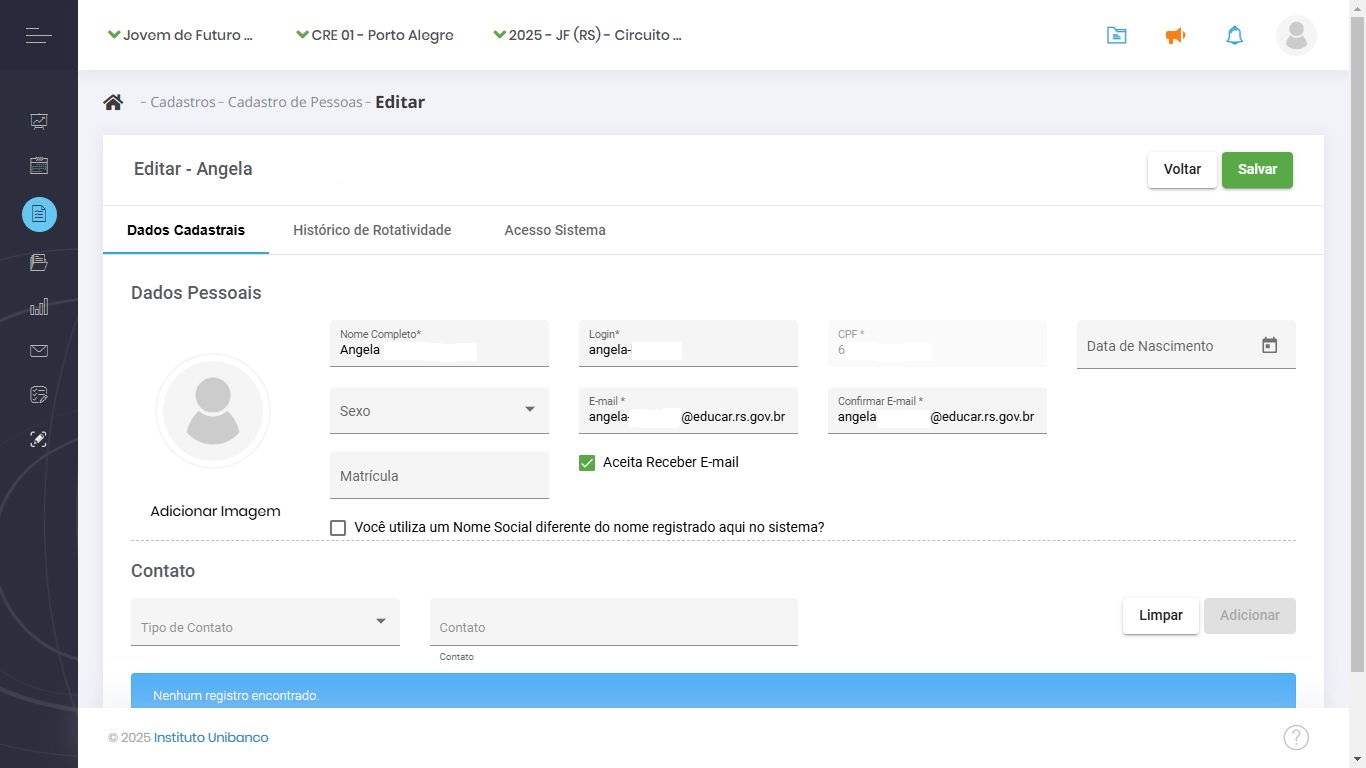 Jovem de Futuro ... CRE 01 - Porto Alegre 2025 - JF (RS) - Circuito ...
- Cadastros - Cadastro de Pessoas - Editar
Editar - Angela
Voltar Salvar
Dados Cadastrais Histórico de Rotatividade Acesso Sistema
Dados Pessoais
Nome Completo* Login* CPF *
Angela angela- 6 Data de Nascimento
Sexo
E-mail * Confirmar E-mail *
angela- @educar.rs.gov.br angela @educar.rs.gov.br
Matrícula
Aceita Receber E-mail
Adicionar Imagem
Você utiliza um Nome Social diferente do nome registrado aqui no sistema?
Contato
Tipo de Contato Contato Limpar Adicionar
Contato
Nenhum registro encontrado.
© 2025 Instituto Unibanco ?